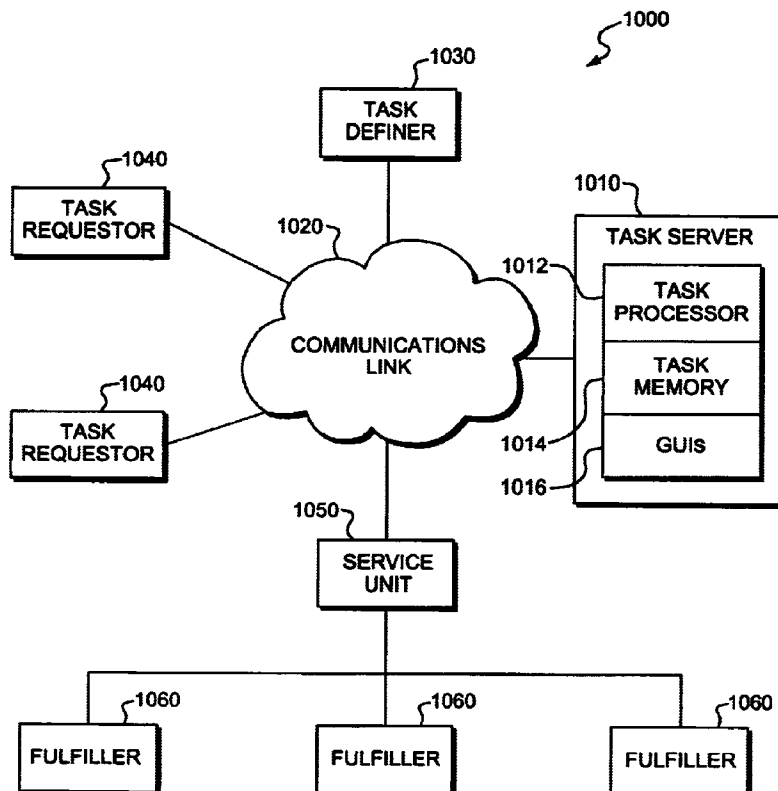 1000
1030
TASK
DEFINER
1040
TASK
REQUESTOR
1010
TASK SERVER
1020
1012
TASK
PROCESSOR
COMMUNICATIONS
LINK
TASK
MEMORY
1040
TASK
REQUESTOR
1014
GUIS
1016
1050
SERVICE
UNIT
1060
1060
1060
FULFILLER
FULFILLER
FULFILLER